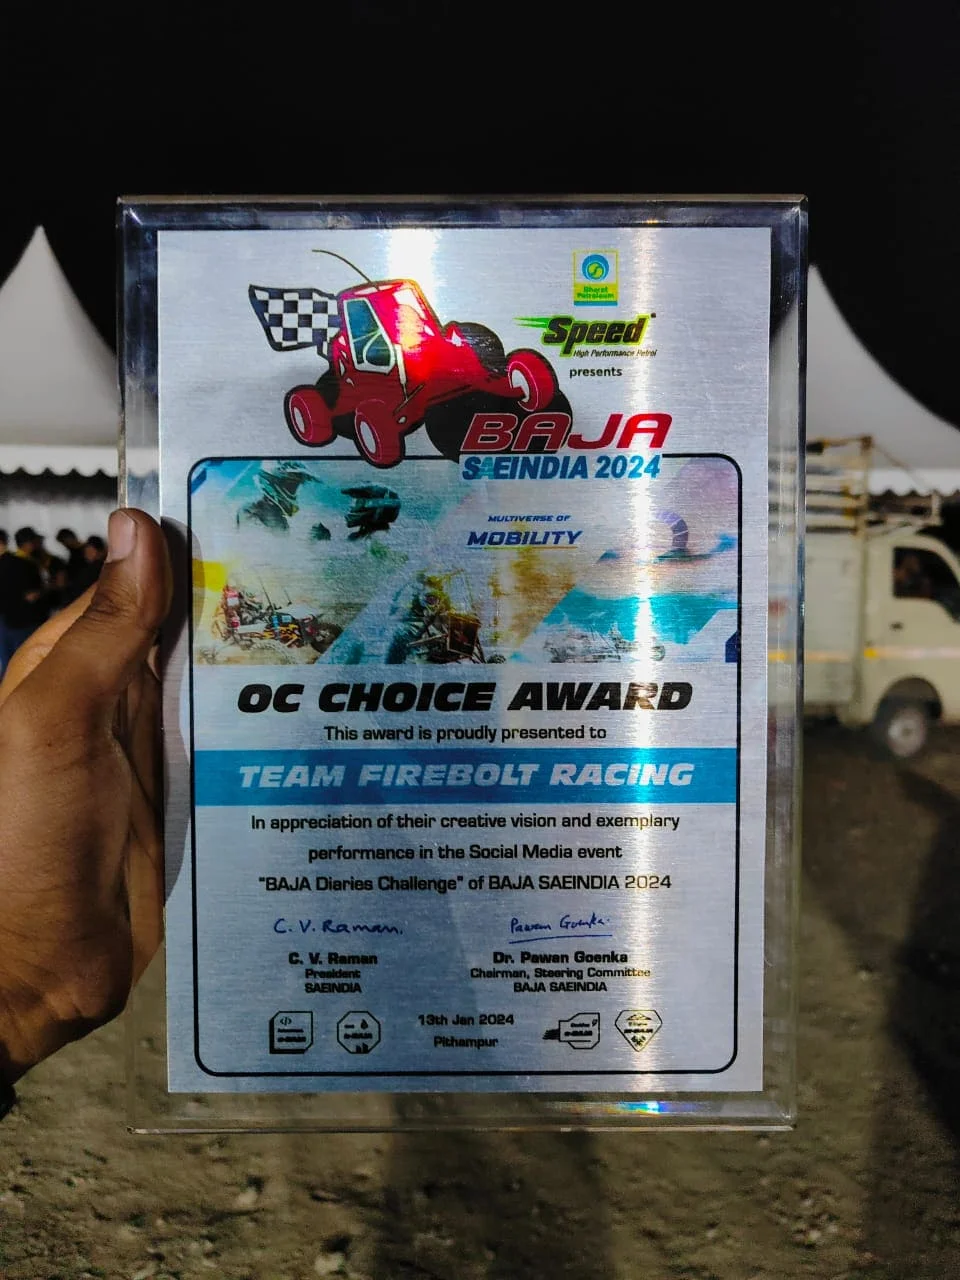 Bharat
Petroleum
Speed
High Performance Petrol
presents
BAJA
SAEINDIA 2024
MULTIVERSE OF
MOBILITY
OC CHOICE AWARD
This award is proudly presented to
TEAM FIREBOLT RACING
In appreciation of their creative vision and exemplary
performance in the Social Media event
"BAJA Diaries Challenge" of BAJA SAEINDIA 2024
C. V. Raman. Pawan Goenka.
C. V. Raman Dr. Pawan Goenka
President Chairman, Steering Committee
SAEINDIA BAJA SAEINDIA
13th Jan 2024
Pithampur